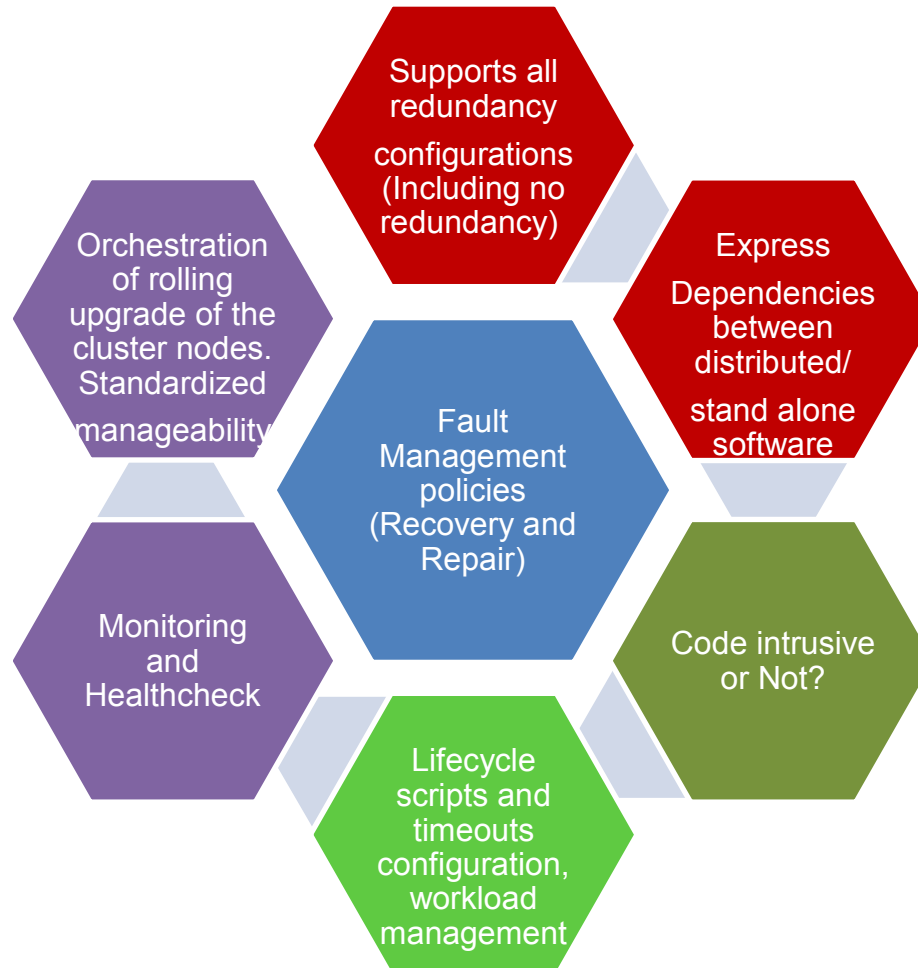 Supports all
redundancy
configurations
(Including no
redundancy)
Express
Dependencies
between
distributed/
stand alone
software
Code intrusive
or Not?
Lifecycle
scripts and
timeouts
configuration,
workload
management
Monitoring
and
Healthcheck
Orchestration
of rolling
upgrade of the
cluster nodes.
Standardized
manageability
Fault
Management
policies
(Recovery and
Repair)